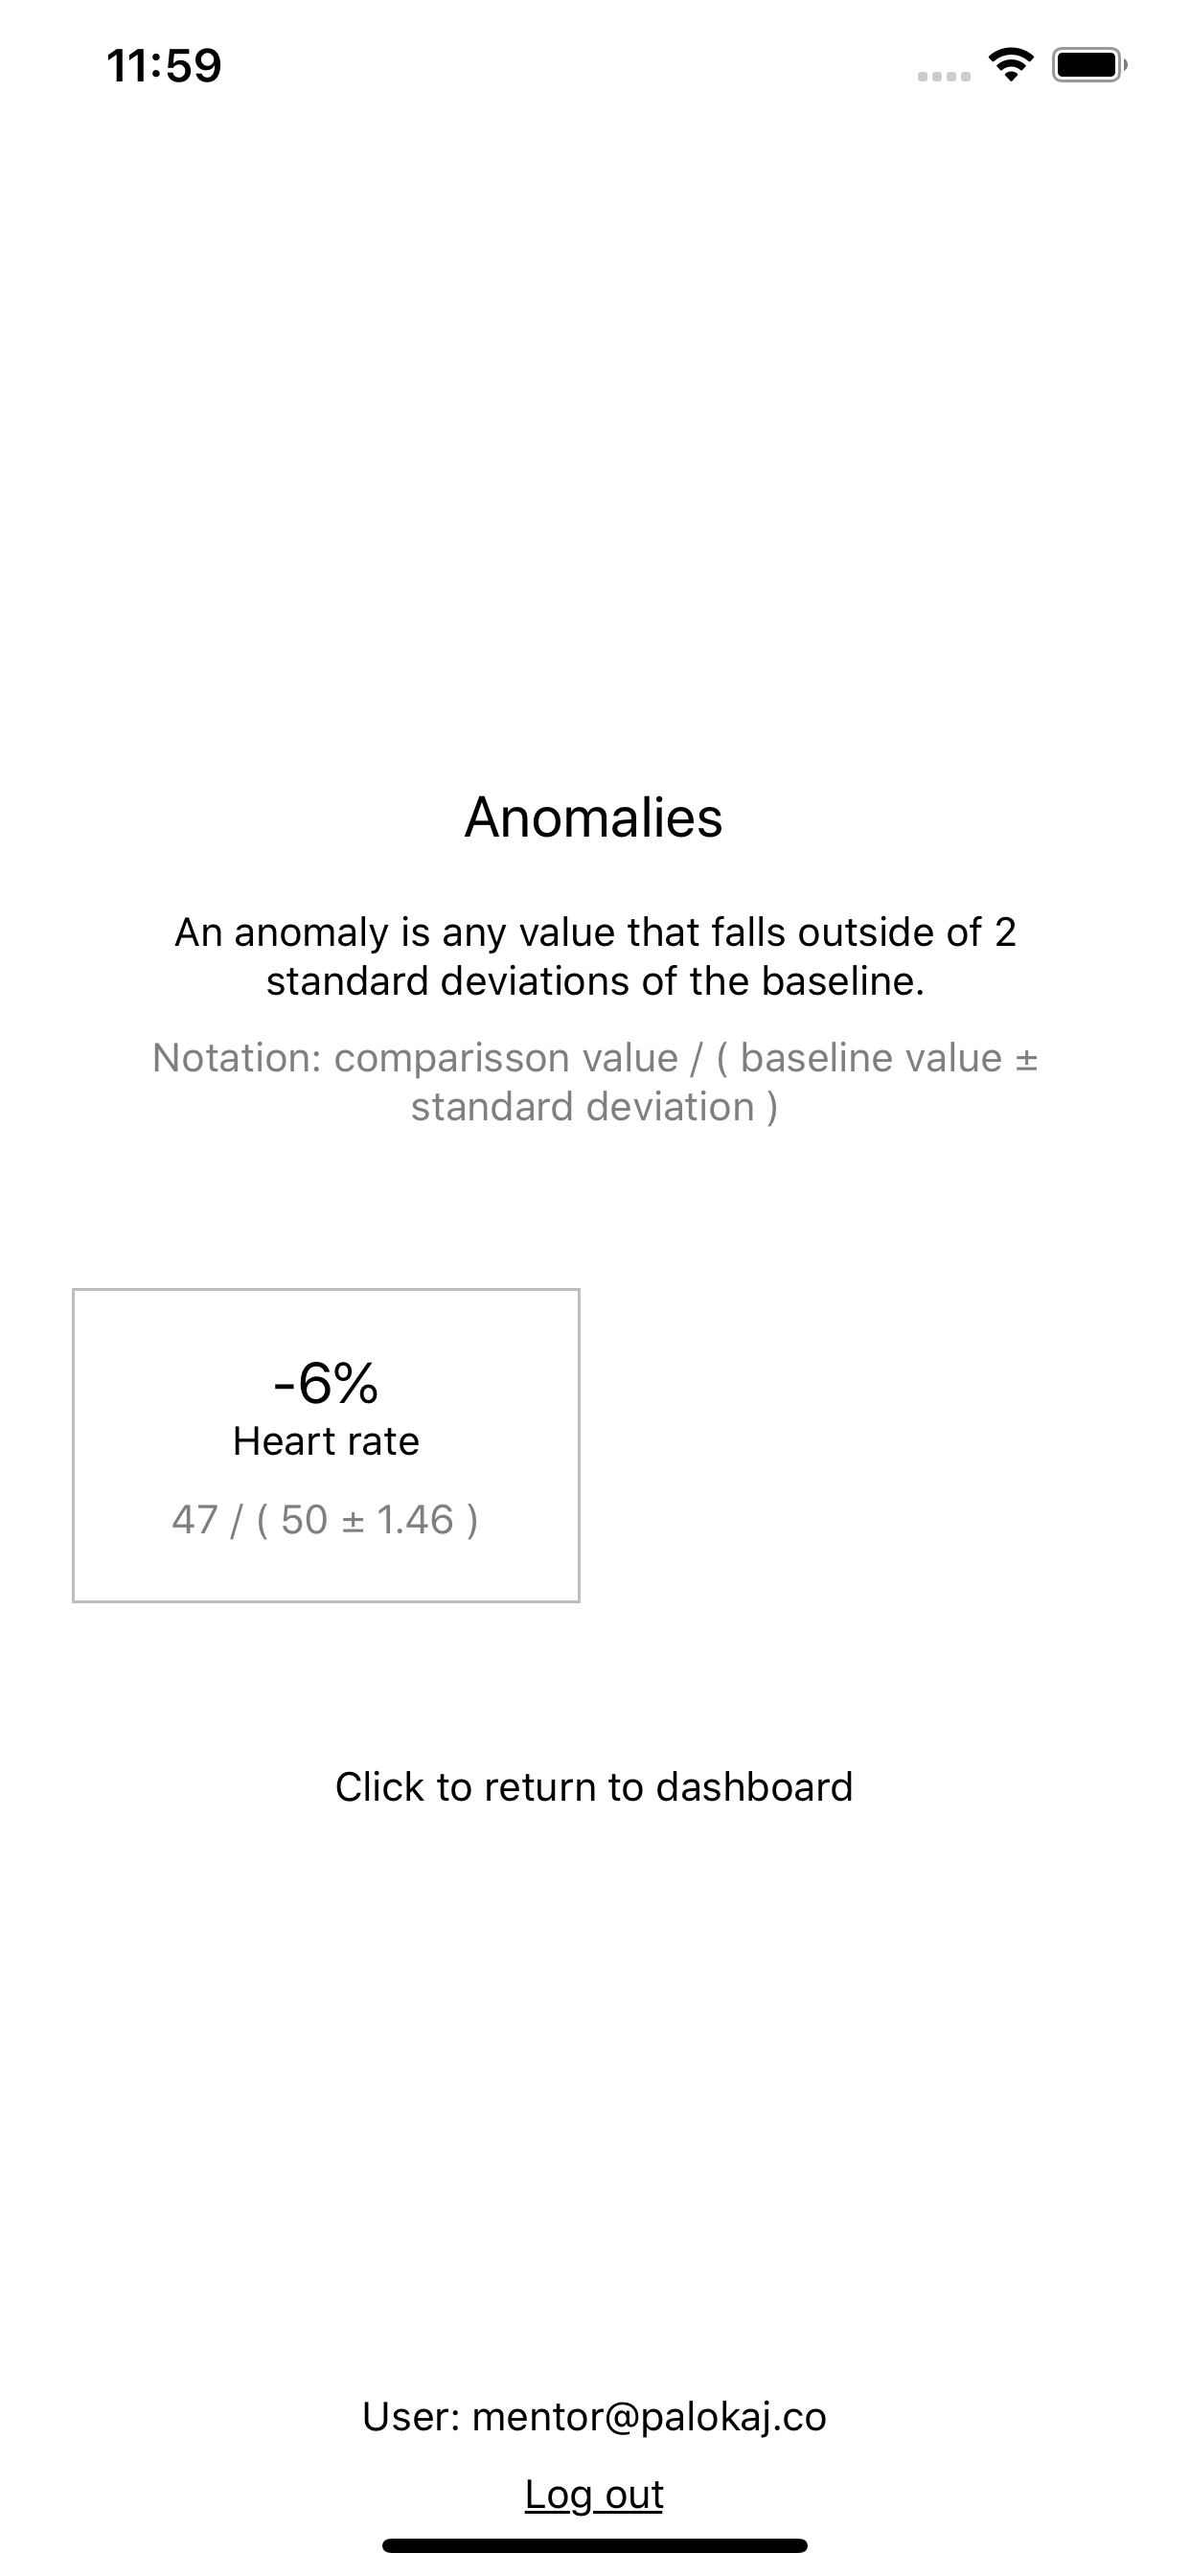 11:59
Anomalies
An anomaly is any value that falls outside of 2
standard deviations of the baseline.
Notation: comparisson value / ( baseline value ±
standard deviation )
-6%
Heart rate
47 / ( 50 ± 1.46 )
Click to return to dashboard
User: mentor@palokaj.co
Log out